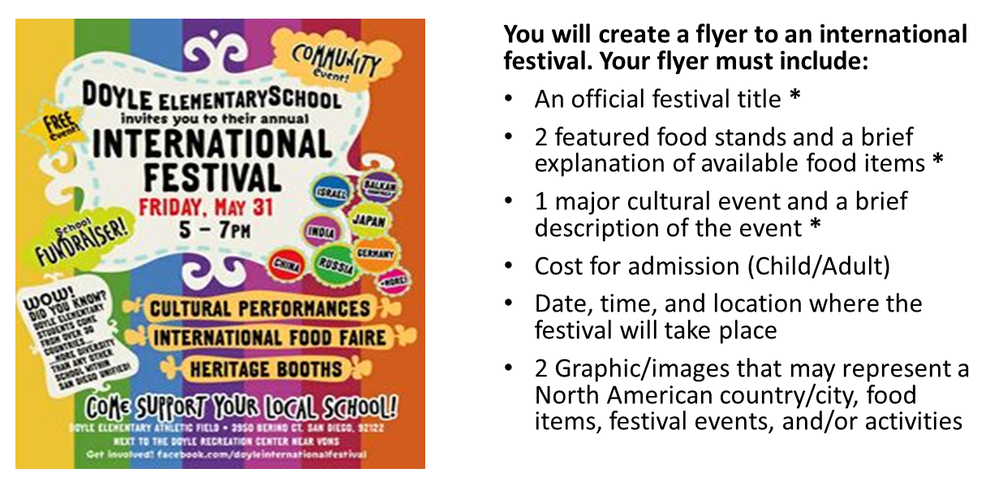 COMMUNITY
Event!
DOYLE ELEMENTARY SCHOOL
invites you to their annual
FREE
Event!
INTERNATIONAL
FESTIVAL
FRIDAY, MAY 31
5 – 7PM
School
FUNDRAISER!
ISRAEL
BALKAN
JAPAN
INDIA
GERMANY
CHINA
RUSSIA
+MORE!
WOW!
DID YOU KNOW?
DOYLE ELEMENTARY
STUDENTS COME
FROM OVER 30
COUNTRIES...
...MORE DIVERSITY
THAN ANY OTHER
SCHOOL WITHIN
SAN DIEGO UNIFIED!
CULTURAL PERFORMANCES
INTERNATIONAL FOOD FAIRE
HERITAGE BOOTHS
COME SUPPORT YOUR LOCAL SCHOOL!
DOYLE ELEMENTARY ATHLETIC FIELD • 3950 BERINO CT. SAN DIEGO, 92122
NEXT TO THE DOYLE RECREATION CENTER NEAR VONS
Get involved! facebook.com/doyleinternationalfestival
You will create a flyer to an international
festival. Your flyer must include:
• An official festival title *
• 2 featured food stands and a brief
explanation of available food items *
• 1 major cultural event and a brief
description of the event *
• Cost for admission (Child/Adult)
• Date, time, and location where the
festival will take place
• 2 Graphic/images that may represent a
North American country/city, food
items, festival events, and/or activities